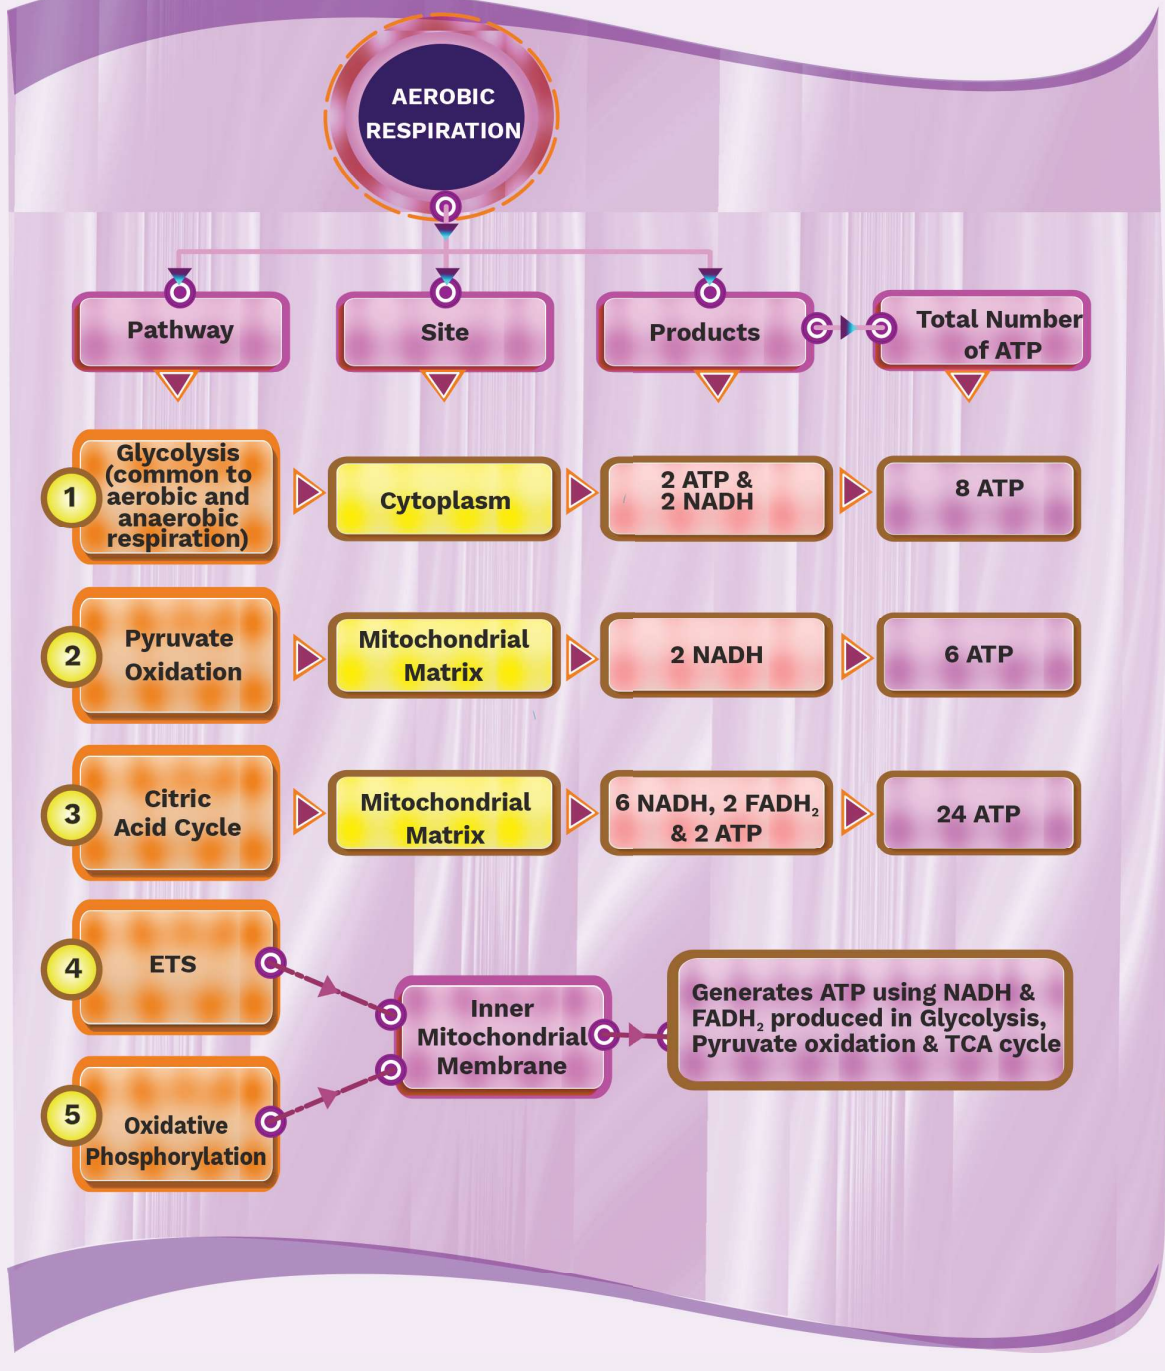 AEROBIC
RESPIRATION
Pathway
Site
Products
Total Number
of ATP
1
Glycolysis
(common to
aerobic and
anaerobic
respiration)
Cytoplasm
2 ATP &
2 NADH
8 ATP
2
Pyruvate
Oxidation
Mitochondrial
Matrix
2 NADH
6 ATP
3
Citric
Acid Cycle
Mitochondrial
Matrix
6 NADH, 2 FADH₂
& 2 ATP
24 ATP
4
ETS
5
Oxidative
Phosphorylation
Inner
Mitochondrial
Membrane
Generates ATP using NADH &
FADH₂ produced in Glycolysis,
Pyruvate oxidation & TCA cycle